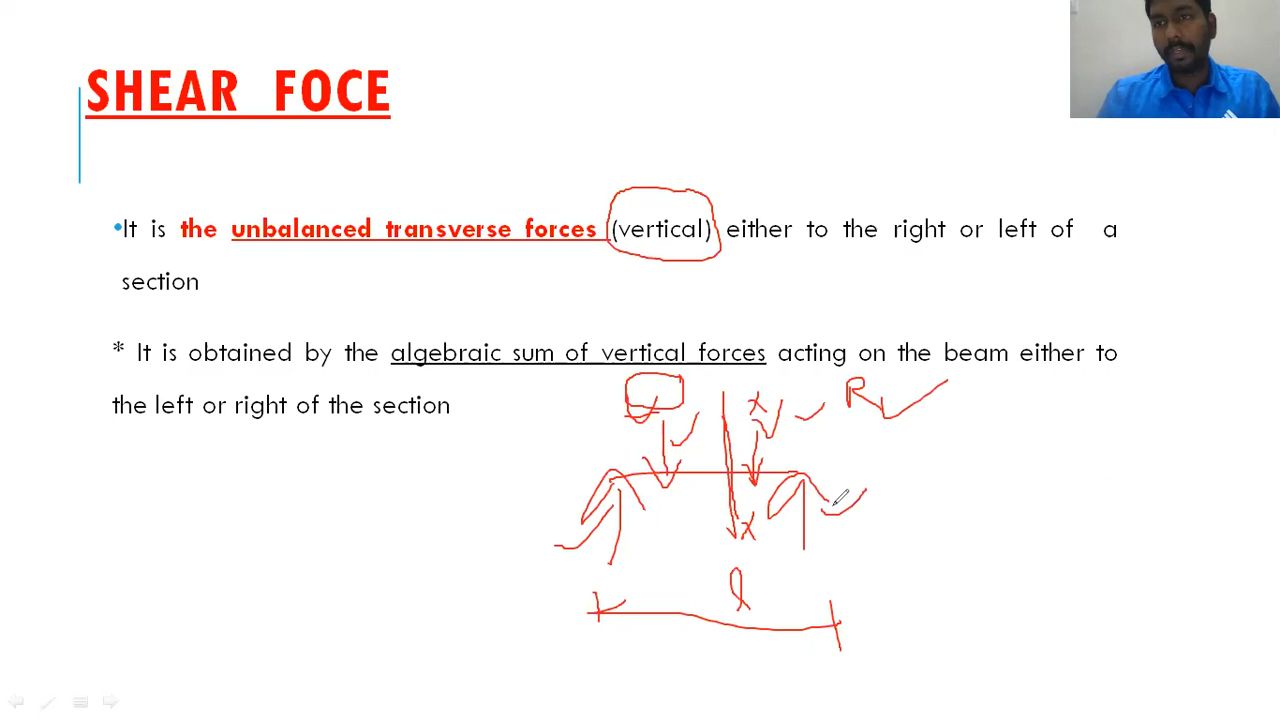 SHEAR FOCE
•It is the unbalanced transverse forces (vertical) either to the right or left of a
section
* It is obtained by the algebraic sum of vertical forces acting on the beam either to
the left or right of the section
x
R
x
l